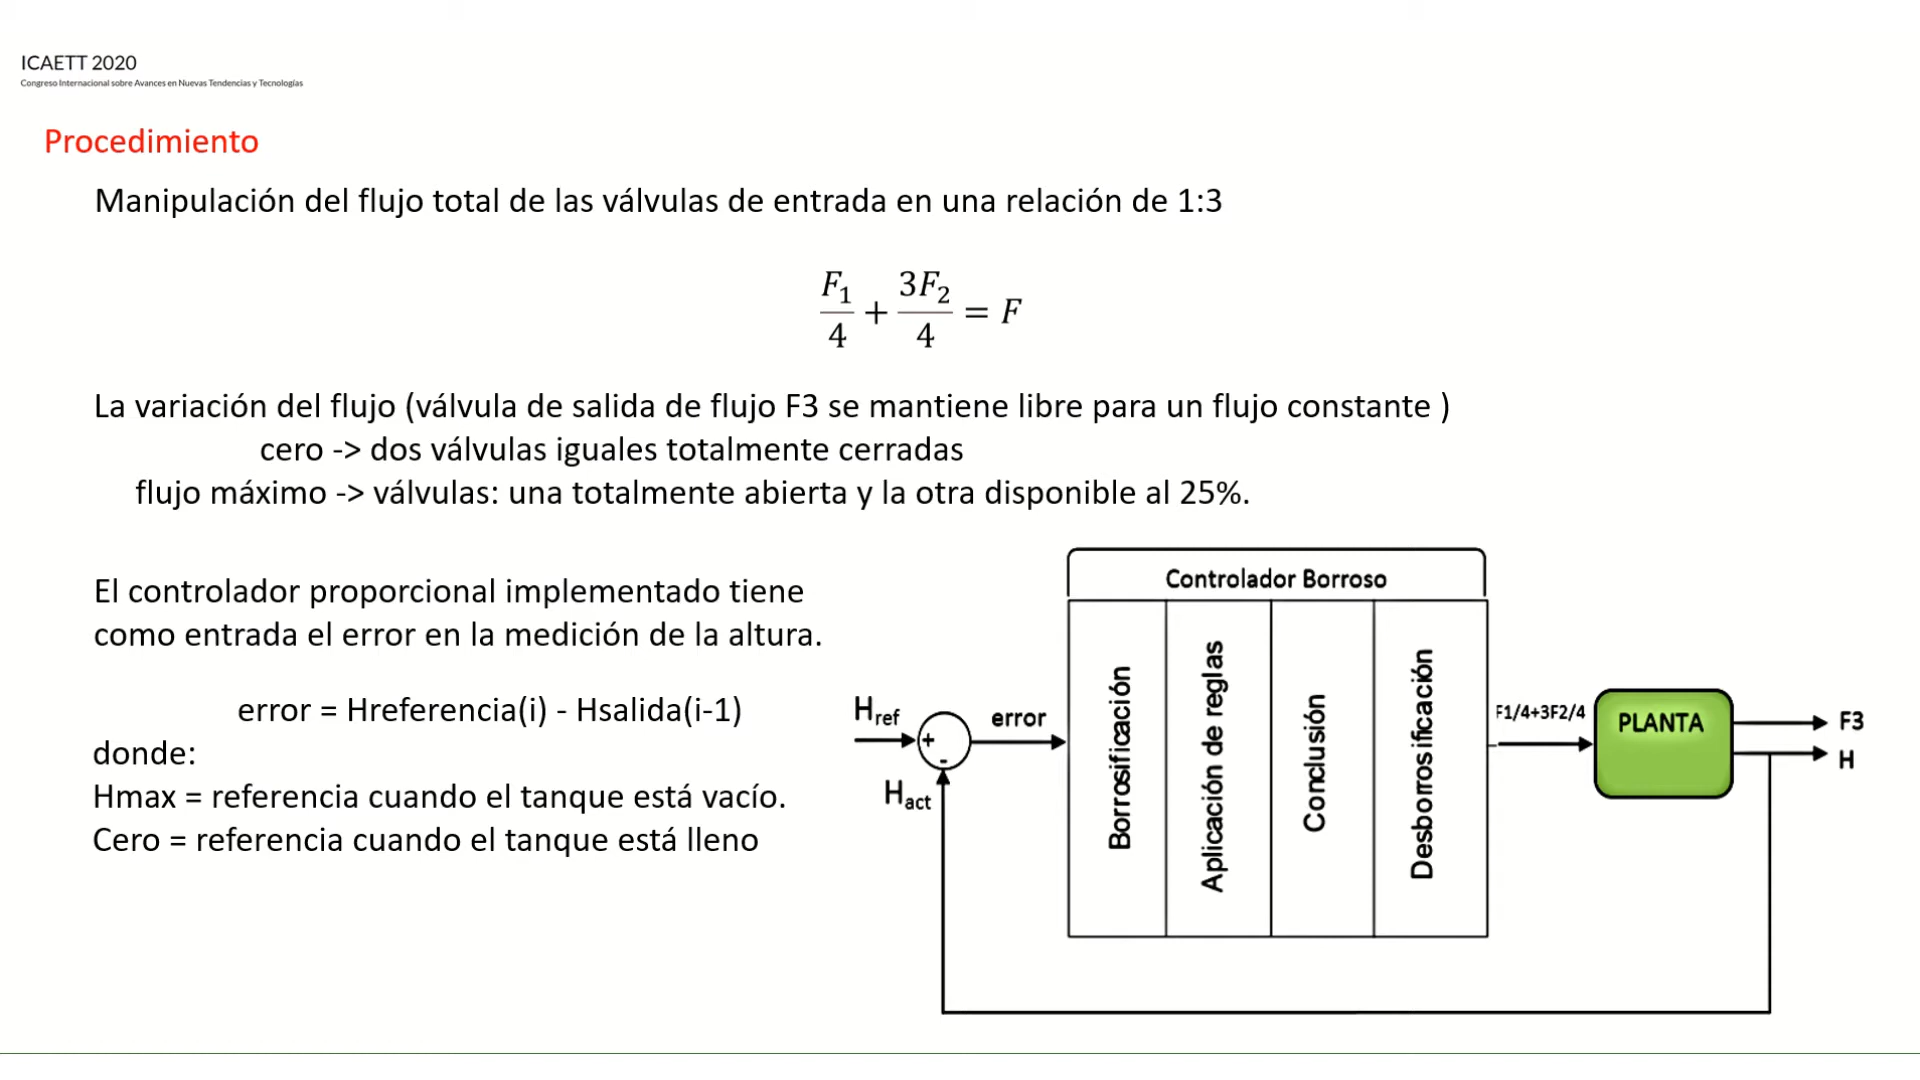 ICAETT 2020
Congreso Internacional sobre Avances en Nuevas Tendencias y Tecnologías
Procedimiento
Manipulación del flujo total de las válvulas de entrada en una relación de 1:3
F₁/4 + 3F₂/4 = F
La variación del flujo (válvula de salida de flujo F3 se mantiene libre para un flujo constante )
cero -> dos válvulas iguales totalmente cerradas
flujo máximo -> válvulas: una totalmente abierta y la otra disponible al 25%.
El controlador proporcional implementado tiene
como entrada el error en la medición de la altura.
error = Hreferencia(i) - Hsalida(i-1)
donde:
Hmax = referencia cuando el tanque está vacío.
Cero = referencia cuando el tanque está lleno
Controlador Borroso
Href
+
-
Hact
error
Borrosificación
Aplicación de reglas
Conclusión
Desborrosificación
F1/4+3F2/4
PLANTA
F3
H